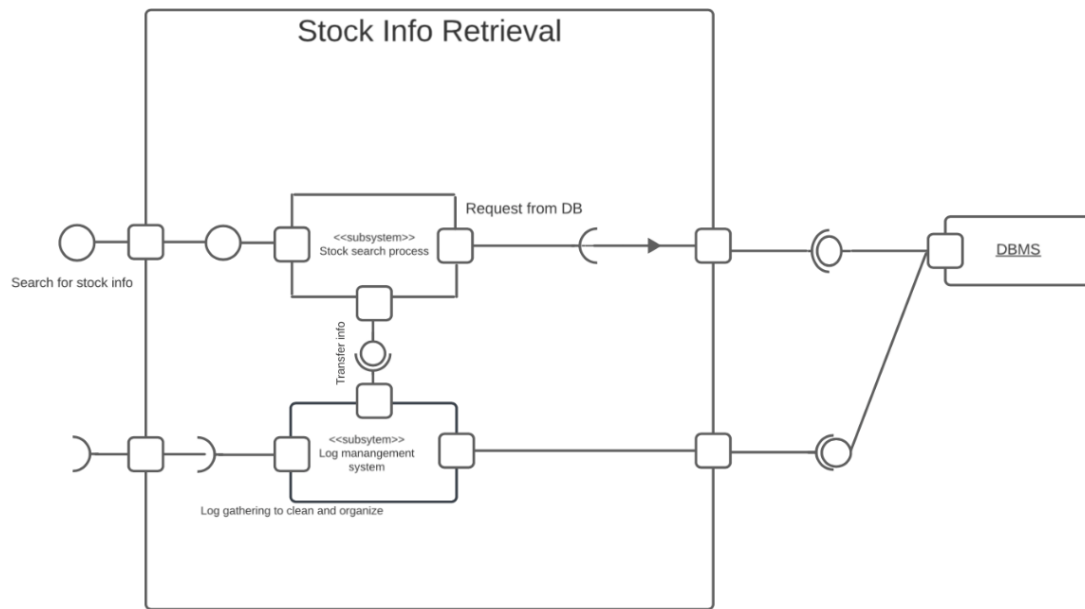 Stock Info Retrieval
Request from DB
<<subsystem>>
Stock search process
DBMS
Search for stock info
Transfer info
<<subsytem>>
Log manangement
system
Log gathering to clean and organize